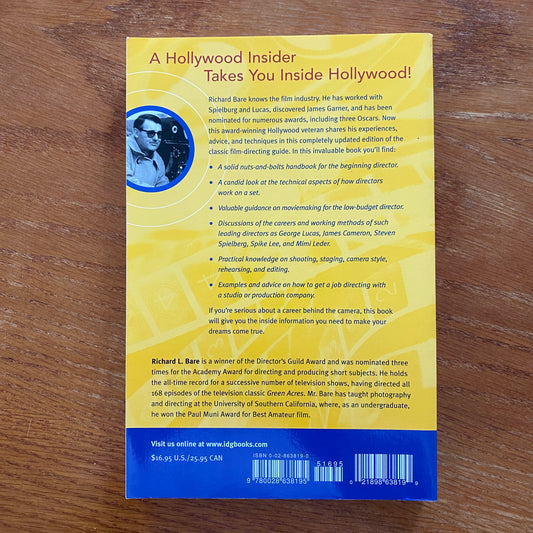 A Hollywood Insider
Takes You Inside Hollywood!
Richard Bare knows the film industry. He has worked with
Spielburg and Lucas, discovered James Garner, and has been
nominated for numerous awards, including three Oscars. Now
this award-winning Hollywood veteran shares his experiences,
advice, and techniques in this completely updated edition of the
classic film-directing guide. In this invaluable book you'll find:
• A solid nuts-and-bolts handbook for the beginning director.
• A candid look at the technical aspects of how directors
work on a set.
• Valuable guidance on moviemaking for the low-budget director.
• Discussions of the careers and working methods of such
leading directors as George Lucas, James Cameron, Steven
Spielberg, Spike Lee, and Mimi Leder.
• Practical knowledge on shooting, staging, camera style,
rehearsing, and editing.
• Examples and advice on how to get a job directing with
a studio or production company.
If you're serious about a career behind the camera, this book
will give you the inside information you need to make your
dreams come true.
Richard L. Bare is a winner of the Director's Guild Award and was nominated three
times for the Academy Award for directing and producing short subjects. He holds
the all-time record for a successive number of television shows, having directed all
168 episodes of the television classic Green Acres. Mr. Bare has taught photography
and directing at the University of Southern California, where, as an undergraduate,
he won the Paul Muni Award for Best Amateur film.
Visit us online at www.idgbooks.com
$16.95 U.S./25.95 CAN
ISBN 0-02-863819-0
51695
9 780028 638195
0 21898 63819 9